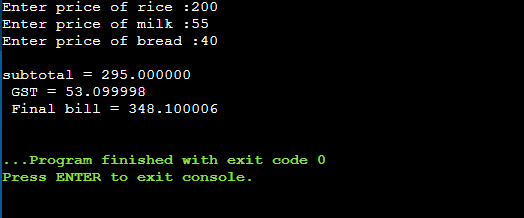 Enter price of rice :200
Enter price of milk :55
Enter price of bread :40
subtotal = 295.000000
GST = 53.099998
Final bill = 348.100006
...Program finished with exit code 0
Press ENTER to exit console.